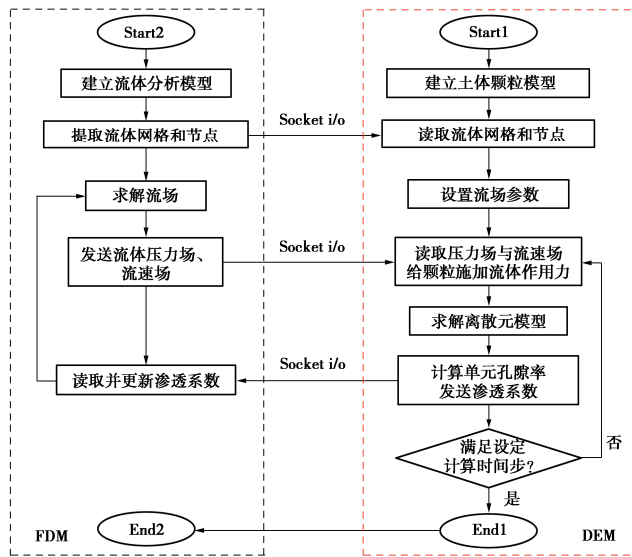 Start2
建立流体分析模型
提取流体网格和节点
求解流场
发送流体压力场、
流速场
读取并更新渗透系数
End2
FDM
Socket i/o
Socket i/o
Socket i/o
Start1
建立土体颗粒模型
读取流体网格和节点
设置流场参数
读取压力场与流速场
给颗粒施加流体作用力
求解离散元模型
计算单元孔隙率
发送渗透系数
满足设定
计算时间步?
否
是
End1
DEM